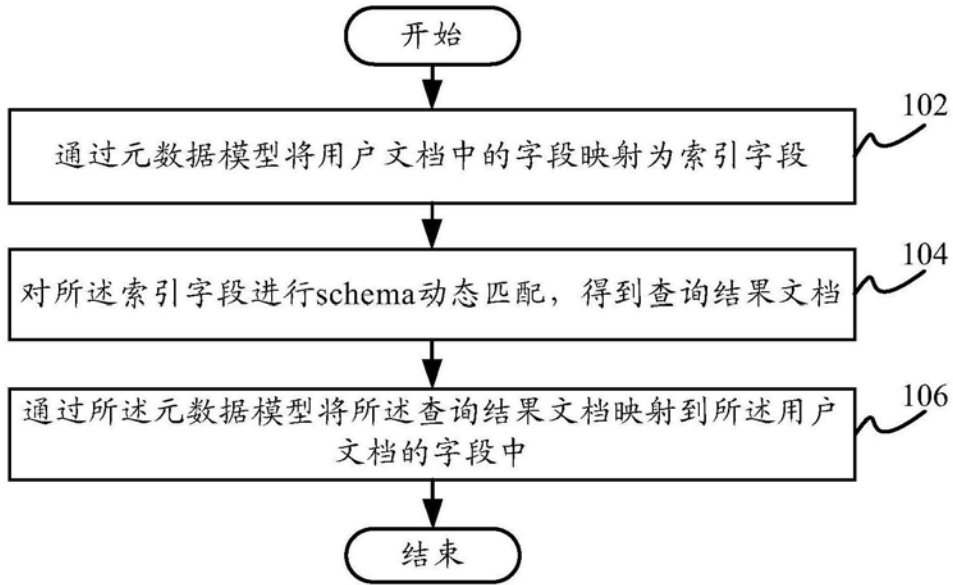 开始
102
通过元数据模型将用户文档中的字段映射为索引字段
104
对所述索引字段进行schema动态匹配，得到查询结果文档
106
通过所述元数据模型将所述查询结果文档映射到所述用户
文档的字段中
结束